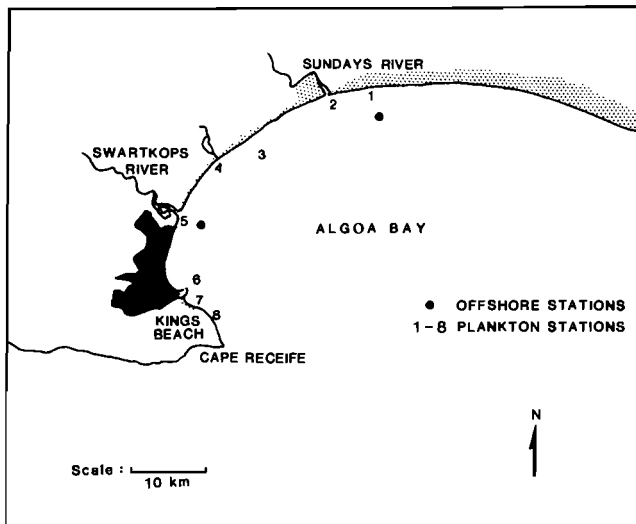 SUNDAYS RIVER
1
2
3
4
SWARTKOPS
RIVER
5
ALGOA BAY
6
7
8
KINGS
BEACH
CAPE RECEIFE
● OFFSHORE STATIONS
1-8 PLANKTON STATIONS
N
Scale :
10 km